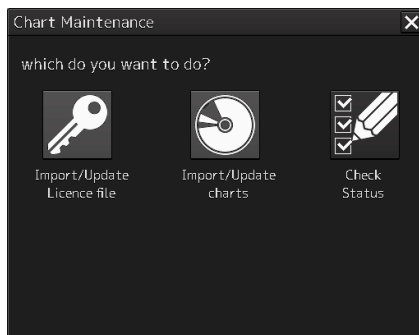 Chart Maintenance
which do you want to do?
Import/Update
Licence file
Import/Update
charts
Check
Status